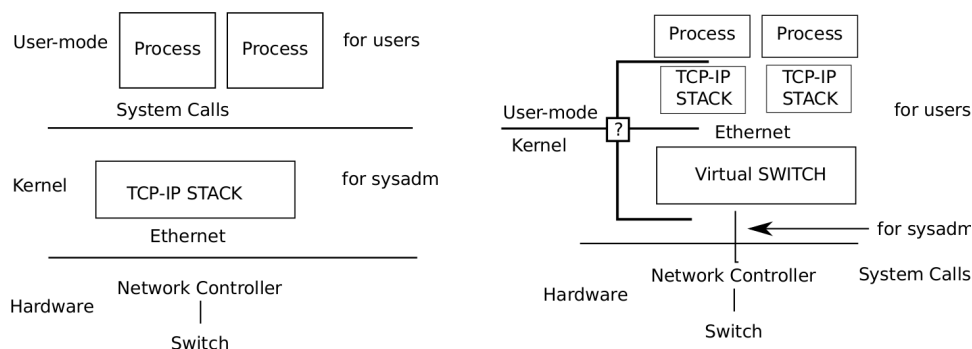 User-mode
Process
Process
for users
System Calls
Kernel
TCP-IP STACK
for sysadm
Ethernet
Network Controller
Hardware
Switch
Process
Process
TCP-IP
STACK
TCP-IP
STACK
for users
User-mode
?
Ethernet
Kernel
Virtual SWITCH
for sysadm
Network Controller
System Calls
Hardware
Switch